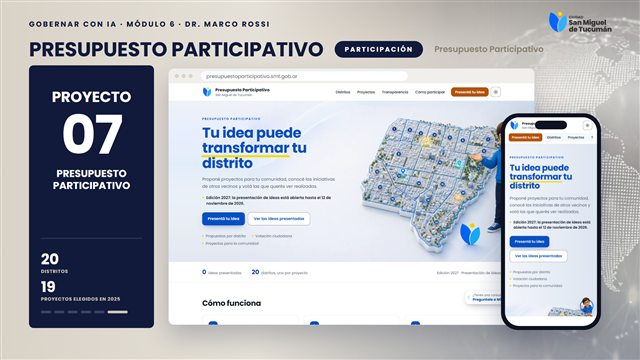 GOBERNAR CON IA · MÓDULO 6 · DR. MARCO ROSSI
PRESUPUESTO PARTICIPATIVO
PARTICIPACIÓN
Presupuesto Participativo
Ciudad
San Miguel
de Tucumán
PROYECTO
07
PRESUPUESTO
PARTICIPATIVO
20
DISTRITOS
19
PROYECTOS ELEGIDOS EN 2025
presupuestoparticipativo.smt.gob.ar
Presupuesto Participativo
San Miguel de Tucumán
Distritos
Proyectos
Transparencia
Cómo participar
Presentá tu idea
PRESUPUESTO PARTICIPATIVO
Tu idea puede
transformar tu
distrito
Proponé proyectos para tu comunidad, conocé las iniciativas
de otros vecinos y votá las que querés ver realizadas.
Edición 2027: la presentación de ideas está abierta hasta el 12 de
noviembre de 2026.
Presentá tu idea
Ver las ideas presentadas
Propuestas por distrito
Votación ciudadana
Proyectos para la comunidad
0 ideas presentadas
20 distritos, uno por proyecto
Edición 2027 · Presentación de ideas
Cómo funciona
Distritos
Proyectos
PRESUPUESTO PARTICIPATIVO
Tu idea puede
transformar tu
distrito
Proponé proyectos para tu comunidad,
conocé las iniciativas de otros vecinos y
votá las que querés ver realizadas.
Edición 2027: la presentación de ideas
está abierta hasta el 12 de noviembre de
2026.
Presentá tu idea
Ver las ideas presentadas
Propuestas por distrito
Votación ciudadana
Proyectos para la comunidad